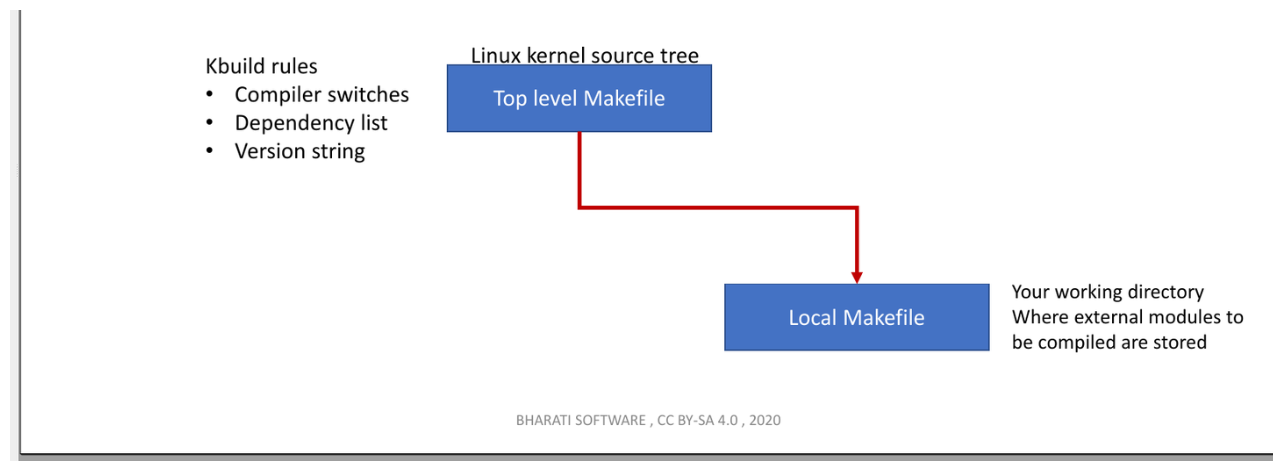 Linux kernel source tree
Kbuild rules
• Compiler switches
• Dependency list
• Version string
Top level Makefile
Local Makefile
Your working directory
Where external modules to
be compiled are stored
BHARATI SOFTWARE , CC BY-SA 4.0 , 2020